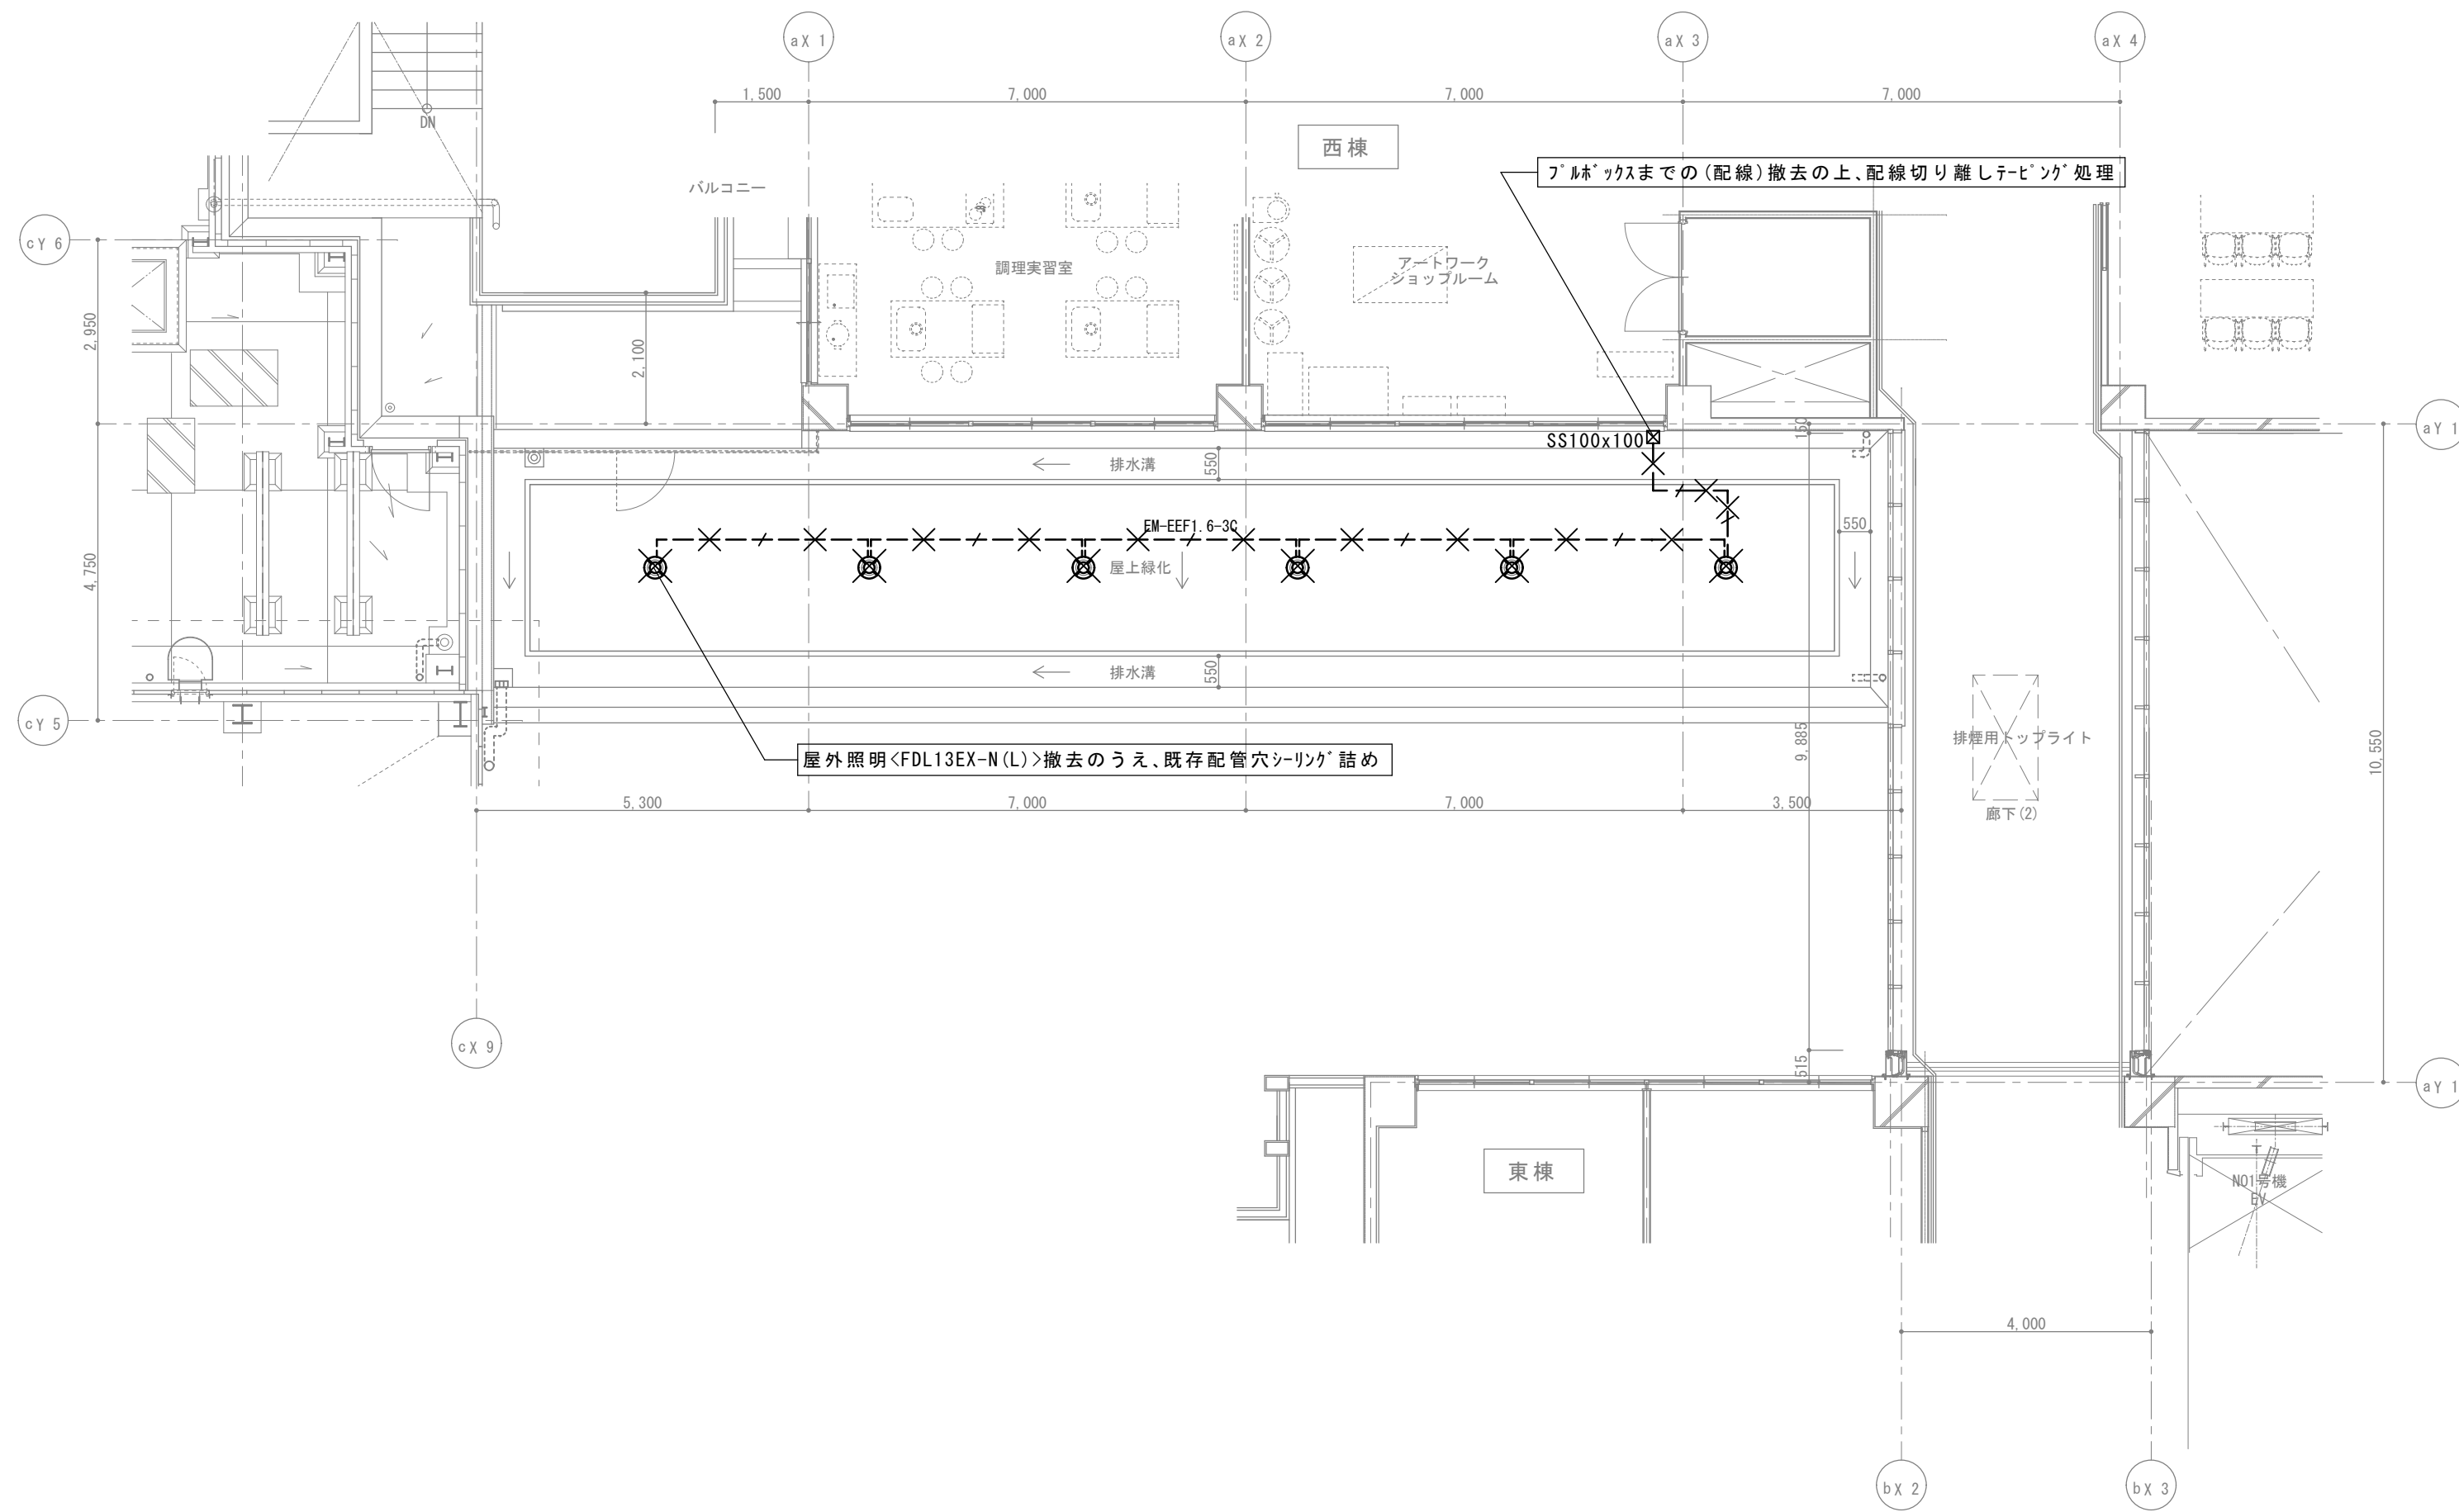 aX 1
aX 2
aX 3
aX 4
1,500
7,000
7,000
7,000
DN
西棟
プルボックスまでの(配線)撤去の上、配線切り離しテーピング処理
バルコニー
cY 6
調理実習室
アートワーク
ショップルーム
2,950
2,100
aY 1
SS100x100
150
排水溝
550
EM-EEF1.6-3C
550
屋上緑化
4,750
排水溝
550
cY 5
9,885
排煙用トップライト
10,550
屋外照明<FDL13EX-N(L)>撤去のうえ、既存配管穴シーリング詰め
5,300
7,000
7,000
3,500
廊下(2)
cX 9
515
aY 1
東棟
NO1号機
EV
4,000
bX 2
bX 3